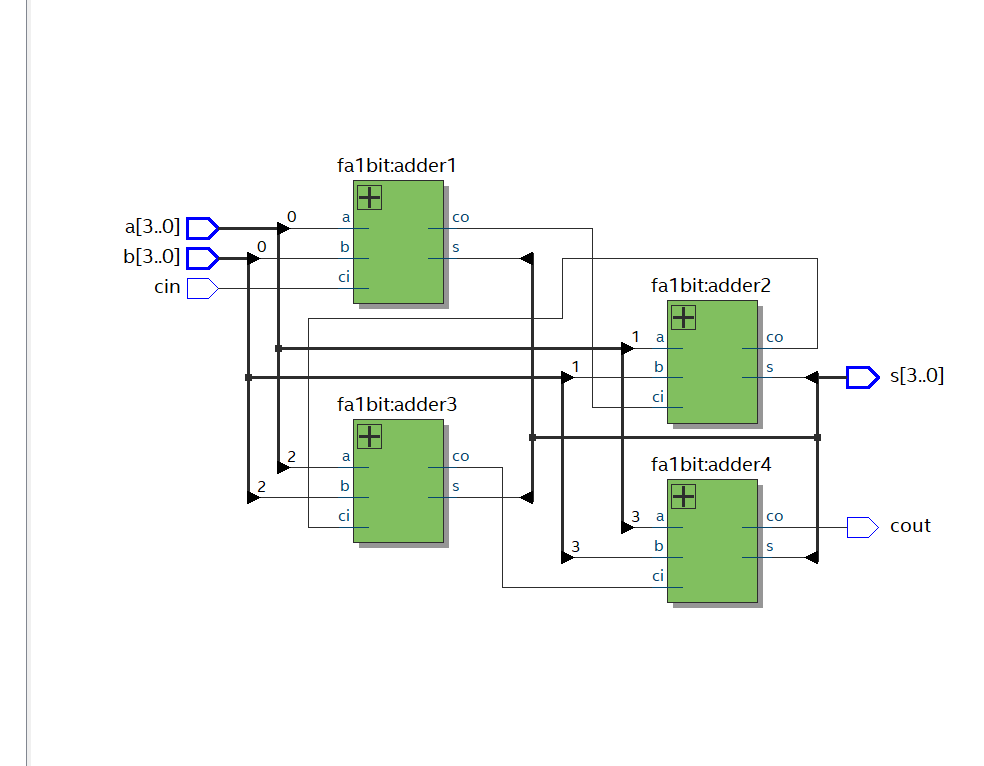 fa1bit:adder1
a[3..0]
0
a
co
b[3..0]
0
b
s
cin
ci
fa1bit:adder2
1
a
co
1
b
s
s[3..0]
ci
fa1bit:adder3
2
a
co
2
b
s
ci
fa1bit:adder4
3
a
co
cout
3
b
s
ci